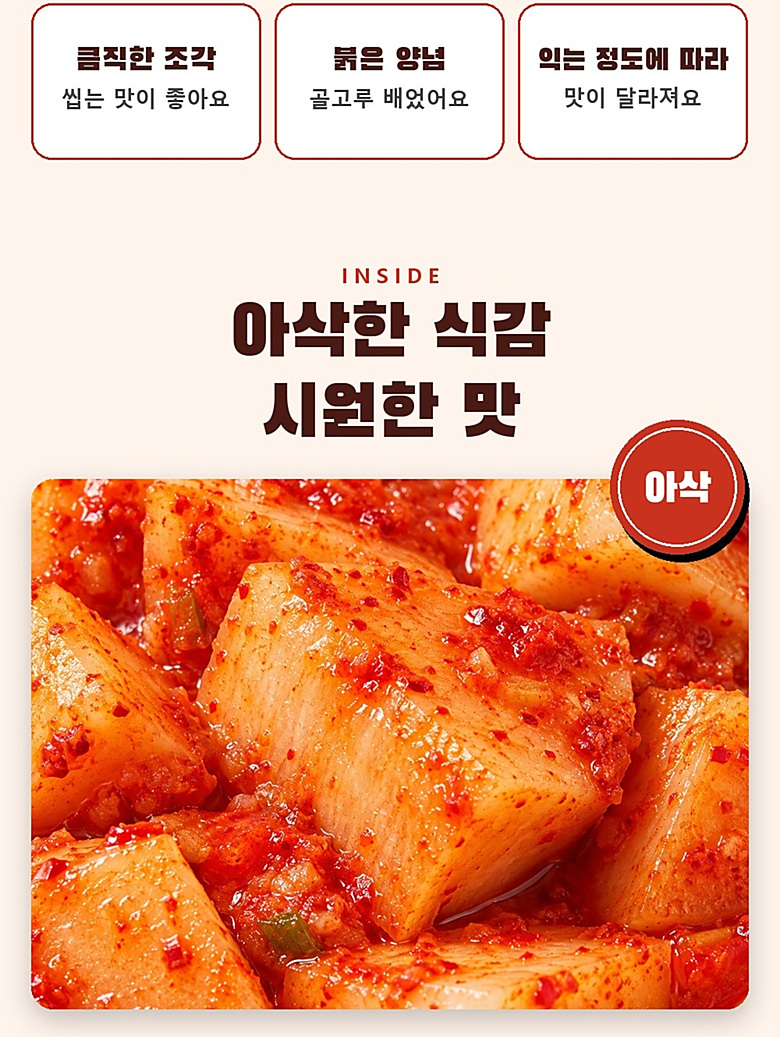 큼직한 조각
씹는 맛이 좋아요
붉은 양념
골고루 배었어요
익는 정도에 따라
맛이 달라져요
INSIDE
아삭한 식감
시원한 맛
아삭